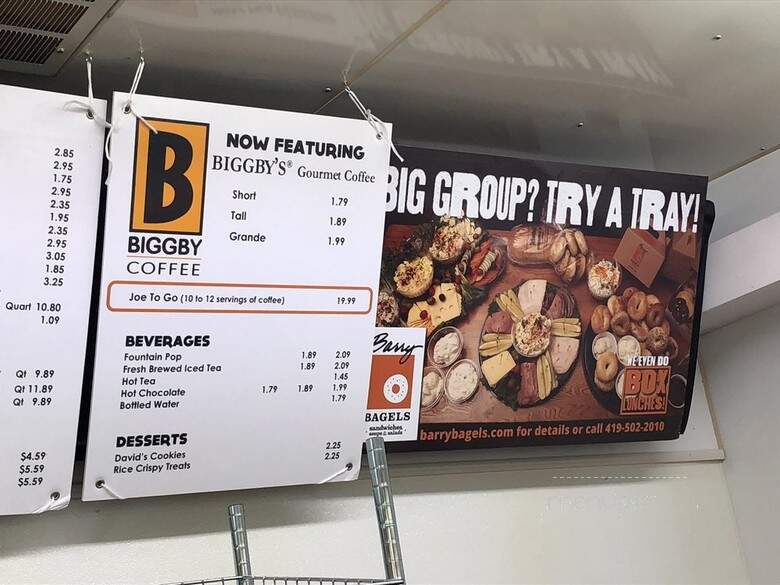 2.85
2.95
1.75
2.95
2.35
1.95
2.35
2.95
3.05
1.85
3.25
Quart 10.80
1.09
Qt 9.89
Qt 11.89
Qt 9.89
$4.59
$5.59
$5.59
B
BIGGBY
COFFEE
NOW FEATURING
BIGGBY'S® Gourmet Coffee
Short 1.79
Tall 1.89
Grande 1.99
Joe To Go (10 to 12 servings of coffee) 19.99
BEVERAGES
Fountain Pop 1.89 2.09
Fresh Brewed Iced Tea 1.89 2.09
Hot Tea 1.45
Hot Chocolate 1.79 1.89 1.99
Bottled Water 1.79
DESSERTS
David's Cookies 2.25
Rice Crispy Treats 2.25
BIG GROUP? TRY A TRAY!
Barry
BAGELS
sandwiches
soups & salads
WE EVEN DO
BOX
LUNCHES!
barrybagels.com for details or call 419-502-2010